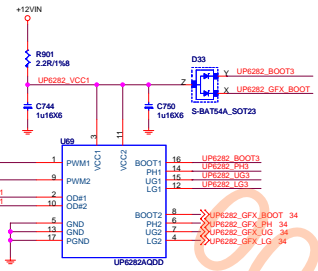 +12VIN
R901
2.2R/1%8
D33
UP6282_VCC1
Z
Y
UP6282_BOOT3
X
UP6282_GFX_BOOT
C744
1u16X6
C750
1u16X6
S-BAT54A_SOT23
U69
3
11
VCC1
VCC2
1
PWM1
BOOT1
16
UP6282_BOOT3
PH1
14
UP6282_PH3
9
PWM2
UG1
15
UP6282_UG3
LG1
12
UP6282_LG3
2
OD#1
10
OD#2
BOOT2
8
UP6282_GFX_BOOT 34
5
GND
PH2
6
UP6282_GFX_PH 34
13
GND
UG2
7
UP6282_GFX_UG 34
17
PGND
LG2
4
UP6282_GFX_LG 34
UP6282AQDD